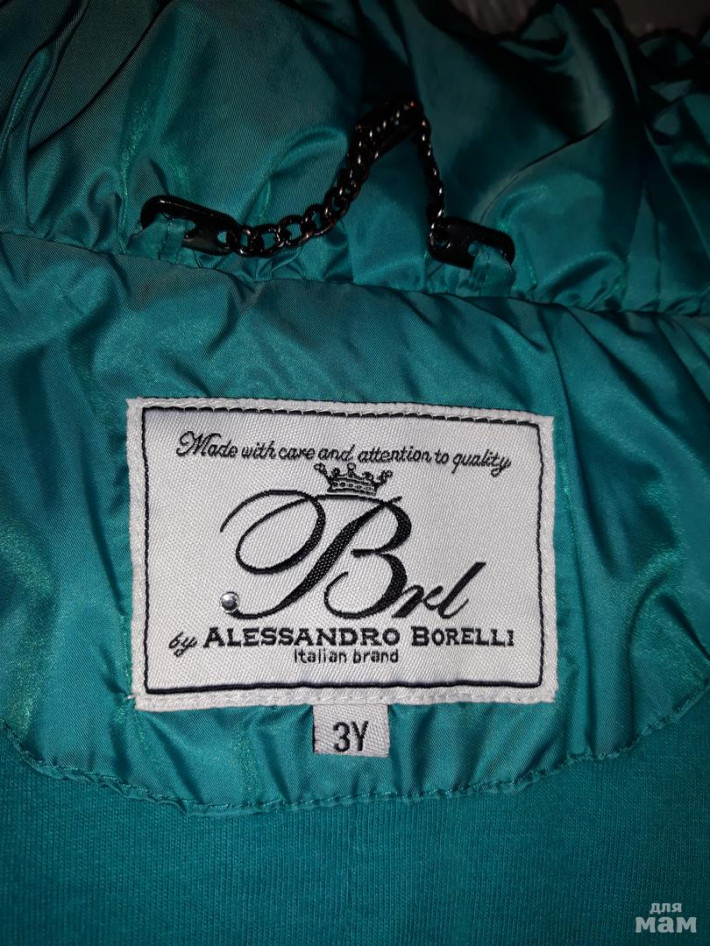 Made with care and attention to quality
Brl
by ALESSANDRO BORELLI
Italian brand
3Y
для
мам